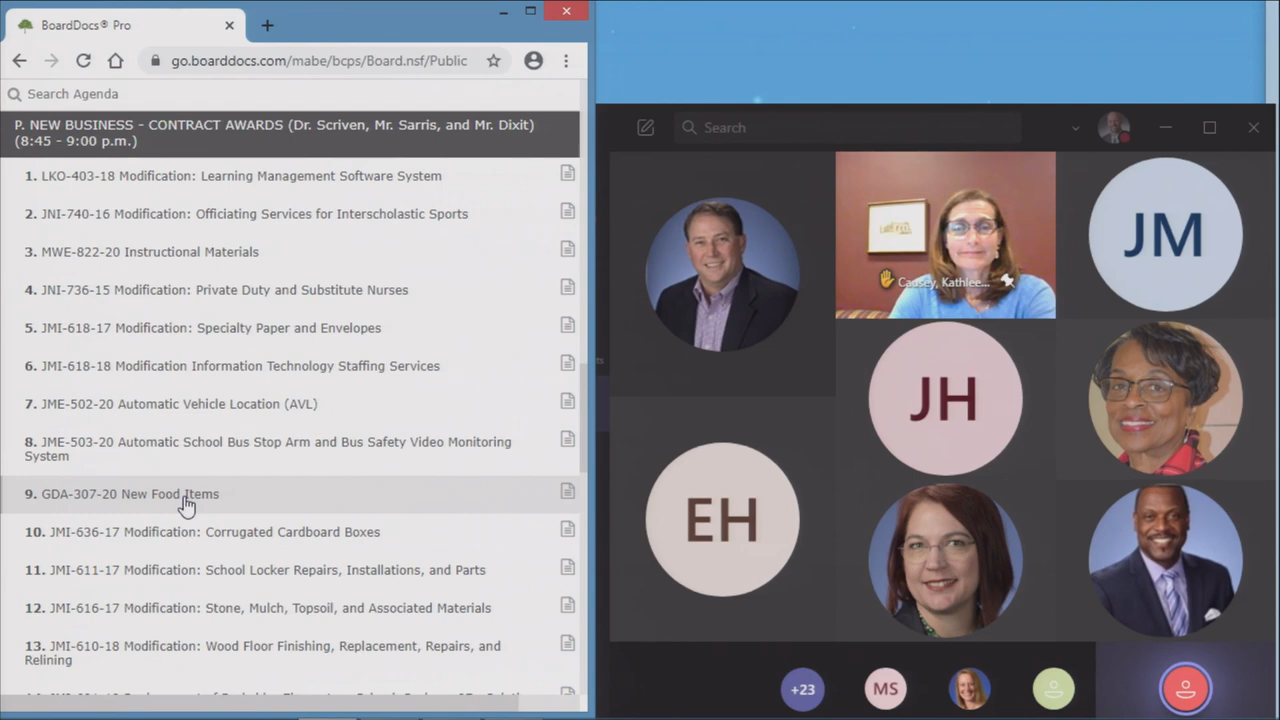 BoardDocs® Pro
go.boarddocs.com/mabe/bcps/Board.nsf/Public
Search Agenda
P. NEW BUSINESS - CONTRACT AWARDS (Dr. Scriven, Mr. Sarris, and Mr. Dixit)
(8:45 - 9:00 p.m.)
1. LKO-403-18 Modification: Learning Management Software System
2. JNI-740-16 Modification: Officiating Services for Interscholastic Sports
3. MWE-822-20 Instructional Materials
4. JNI-736-15 Modification: Private Duty and Substitute Nurses
5. JMI-618-17 Modification: Specialty Paper and Envelopes
6. JMI-618-18 Modification Information Technology Staffing Services
7. JME-502-20 Automatic Vehicle Location (AVL)
8. JME-503-20 Automatic School Bus Stop Arm and Bus Safety Video Monitoring
System
9. GDA-307-20 New Food Items
10. JMI-636-17 Modification: Corrugated Cardboard Boxes
11. JMI-611-17 Modification: School Locker Repairs, Installations, and Parts
12. JMI-616-17 Modification: Stone, Mulch, Topsoil, and Associated Materials
13. JMI-610-18 Modification: Wood Floor Finishing, Replacement, Repairs, and
Relining
Search
Causey, Kathlee...
JM
JH
EH
+23
MS